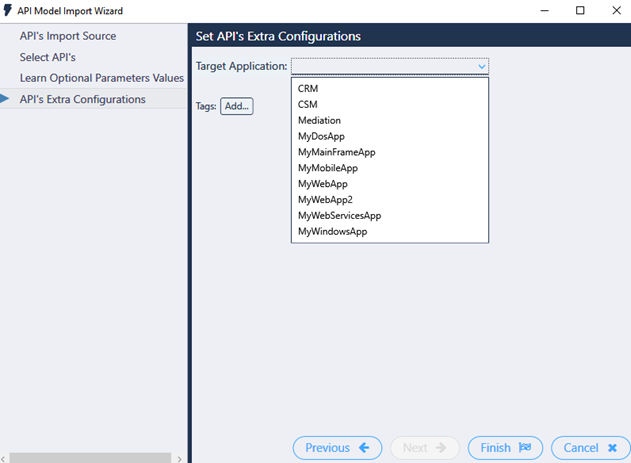 API Model Import Wizard
API's Import Source
Select API's
Learn Optional Parameters Values
API's Extra Configurations
Set API's Extra Configurations
Target Application:
CRM
CSM
Mediation
MyDosApp
MyMainFrameApp
MyMobileApp
MyWebApp
MyWebApp2
MyWebServicesApp
MyWindowsApp
Tags: Add...
Previous Next Finish Cancel